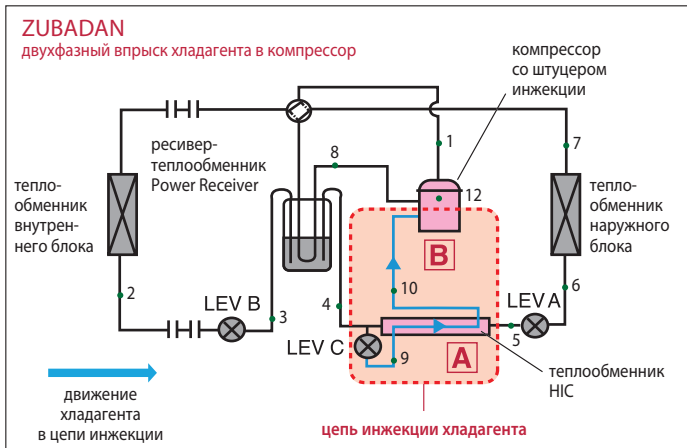 ZUBADAN
двухфазный впрыск хладагента в компрессор
компрессор
со штуцером
инжекции
1
7
ресивер-
теплообменник
Power Receiver
8
12
тепло-
обменник
внутрен-
него блока
тепло-
обменник
наружного
блока
B
2
10
6
LEV B
3
4
LEV A
5
LEV C
9
A
теплообменник
HIC
движение
хладагента
в цепи инжекции
цепь инжекции хладагента